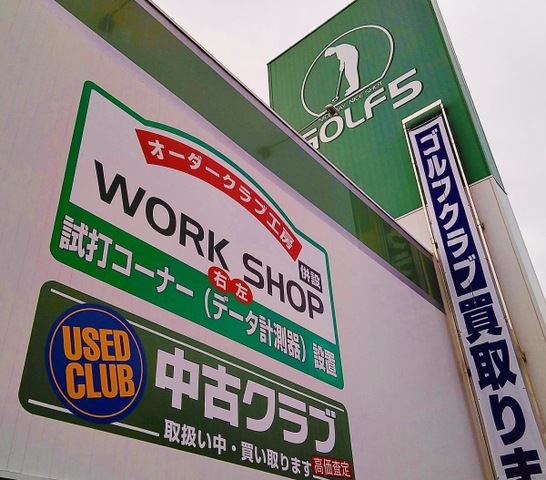 GOLF5
オーダークラブ工房
WORK SHOP
併設
右 左
試打コーナー(データ計測器)設置
USED
CLUB
中古クラブ
取扱い中・買い取ります
高価査定
ゴルフクラブ買取りま